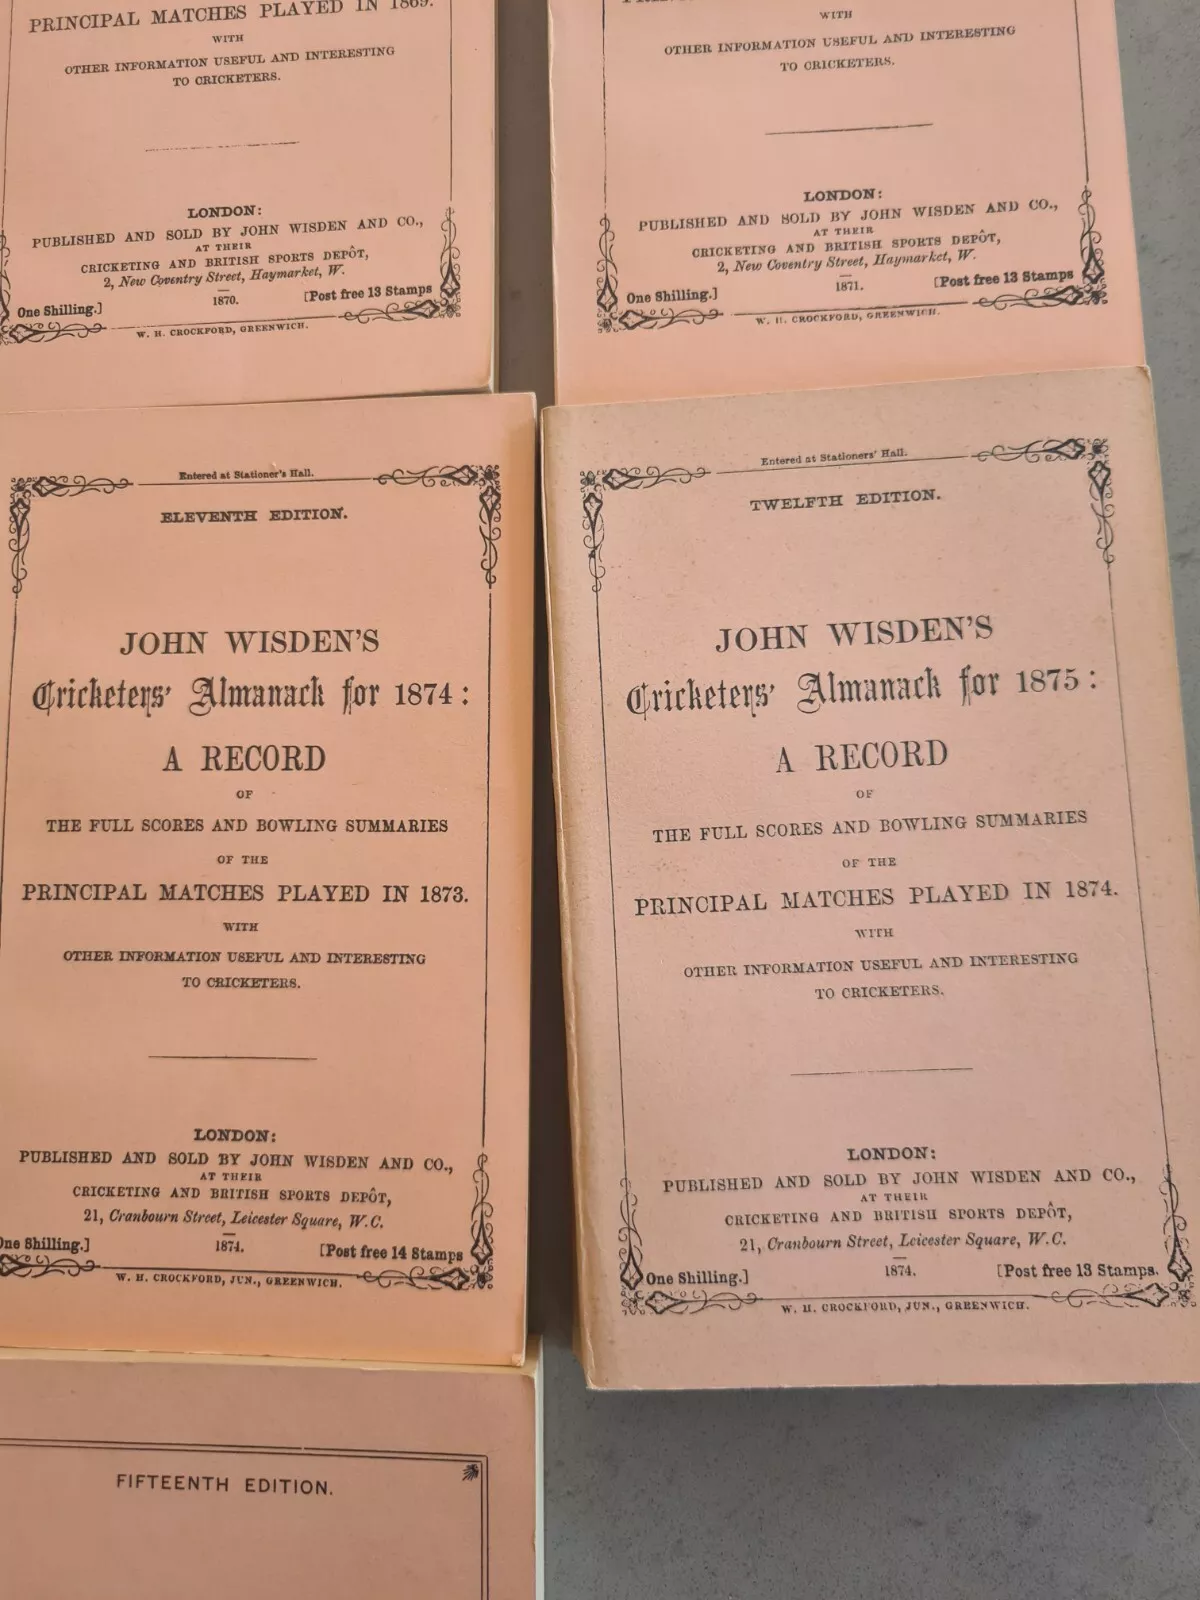 PRINCIPAL MATCHES PLAYED IN 1869.
WITH
OTHER INFORMATION USEFUL AND INTERESTING
TO CRICKETERS.
LONDON:
PUBLISHED AND SOLD BY JOHN WISDEN AND CO.,
AT THEIR
CRICKETING AND BRITISH SPORTS DEPÔT,
2, New Coventry Street, Haymarket, W.
1870.
One Shilling.]
[Post free 13 Stamps
W. H. CROCKFORD, GREENWICH.
WITH
OTHER INFORMATION USEFUL AND INTERESTING
TO CRICKETERS.
LONDON:
PUBLISHED AND SOLD BY JOHN WISDEN AND CO.,
AT THEIR
CRICKETING AND BRITISH SPORTS DEPÔT,
2, New Coventry Street, Haymarket, W.
1871.
One Shilling.]
[Post free 13 Stamps
W. H. CROCKFORD, GREENWICH.
Entered at Stationer's Hall.
ELEVENTH EDITION.
JOHN WISDEN'S
Cricketers' Almanack for 1874:
A RECORD
OF
THE FULL SCORES AND BOWLING SUMMARIES
OF THE
PRINCIPAL MATCHES PLAYED IN 1873.
WITH
OTHER INFORMATION USEFUL AND INTERESTING
TO CRICKETERS.
LONDON:
PUBLISHED AND SOLD BY JOHN WISDEN AND CO.,
AT THEIR
CRICKETING AND BRITISH SPORTS DEPÔT,
21, Cranbourn Street, Leicester Square, W.C.
1874.
One Shilling.]
[Post free 14 Stamps
W. H. CROCKFORD, JUN., GREENWICH.
Entered at Stationers' Hall.
TWELFTH EDITION.
JOHN WISDEN'S
Cricketers' Almanack for 1875:
A RECORD
OF
THE FULL SCORES AND BOWLING SUMMARIES
OF THE
PRINCIPAL MATCHES PLAYED IN 1874.
WITH
OTHER INFORMATION USEFUL AND INTERESTING
TO CRICKETERS.
LONDON:
PUBLISHED AND SOLD BY JOHN WISDEN AND CO.,
AT THEIR
CRICKETING AND BRITISH SPORTS DEPÔT,
21, Cranbourn Street, Leicester Square, W.C.
1874.
One Shilling.]
[Post free 13 Stamps.
W. H. CROCKFORD, JUN., GREENWICH.
FIFTEENTH EDITION.